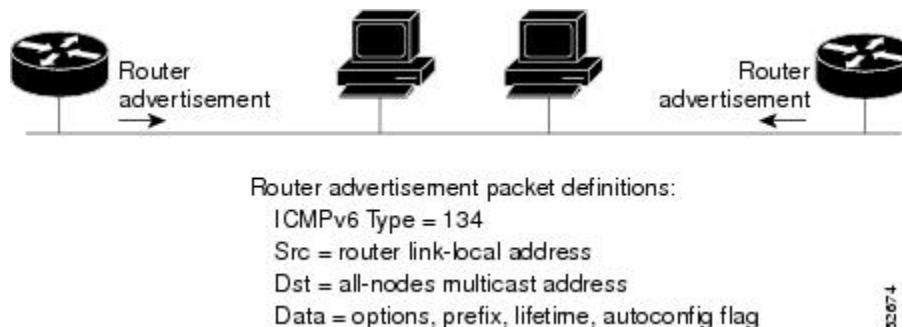 Router
advertisement
Router
advertisement
Router advertisement packet definitions:
ICMPv6 Type = 134
Src = router link-local address
Dst = all-nodes multicast address
Data = options, prefix, lifetime, autoconfig flag
52674